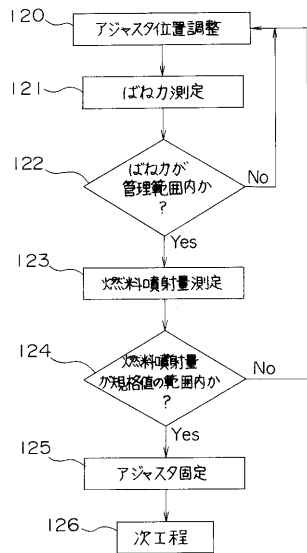 120
アジャスタ位置調整
121
ばね力測定
122
ばね力が
管理範囲内か
?
No
Yes
123
燃料噴射量測定
124
燃料噴射量
が規格値の範囲内か
?
No
Yes
125
アジャスタ固定
126
次工程